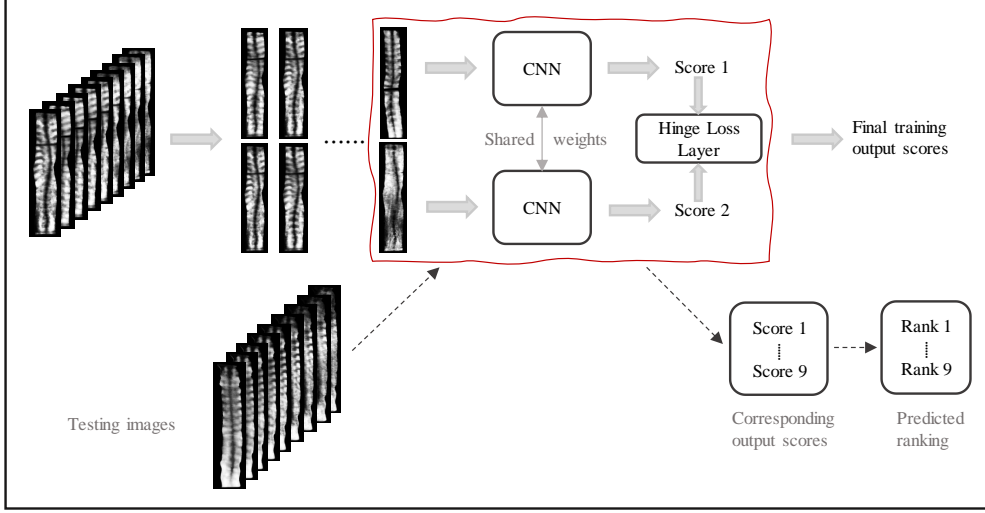 CNN
Score 1
Shared weights
Hinge Loss
Layer
Final training
output scores
CNN
Score 2
Score 1
Score 9
Rank 1
Rank 9
Testing images
Corresponding
output scores
Predicted
ranking